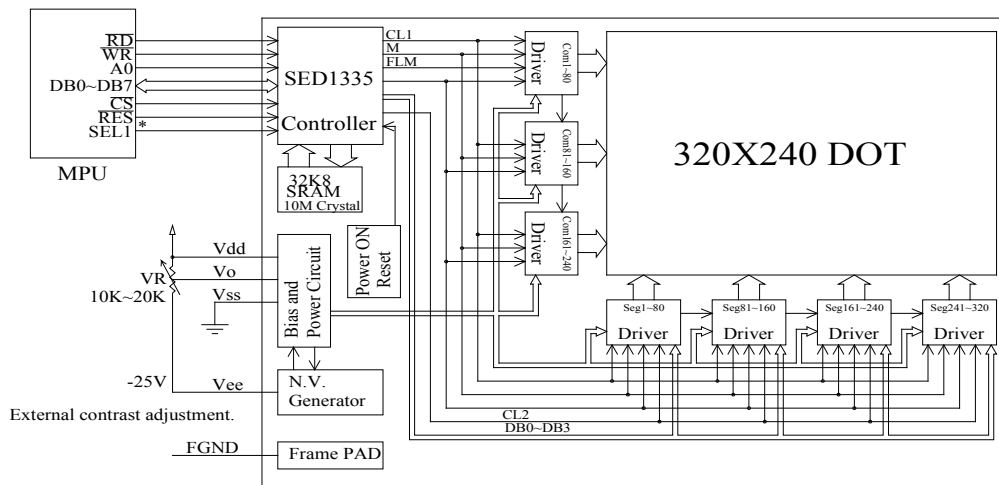 RD
WR
A0
DB0~DB7
CS
RES
SEL1 *
MPU
SED1335
Controller
32K8
SRAM
10M Crystal
Power ON
Reset
CL1
M
FLM
Driver
Com1~80
Driver
Com81~160
Driver
Com161~240
320X240 DOT
Vdd
VR
Vo
10K~20K
Vss
Bias and
Power Circuit
-25V
Vee
N.V.
Generator
External contrast adjustment.
FGND
Frame PAD
Seg1~80
Driver
Seg81~160
Driver
Seg161~240
Driver
Seg241~320
Driver
CL2
DB0~DB3